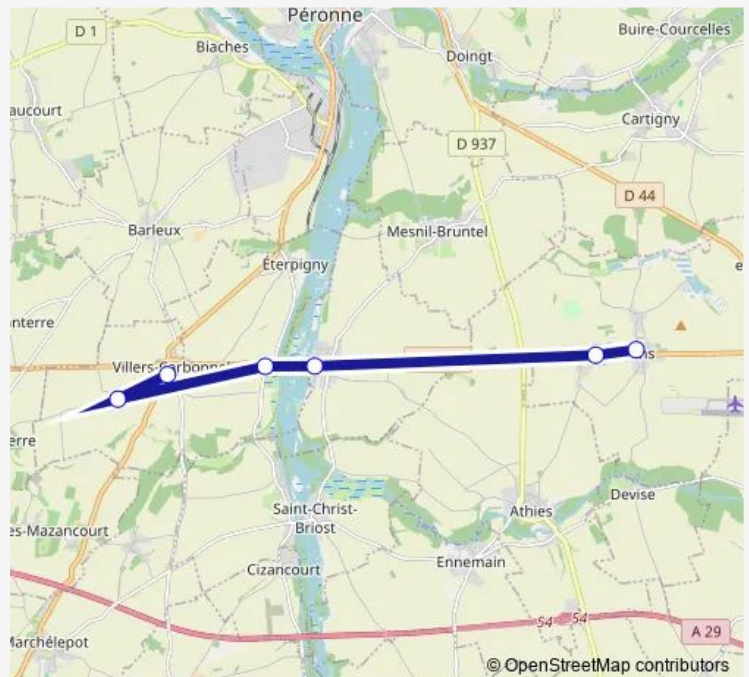 Péronne
D 1
Biaches
Doingt
Buire-Courcelles
aucourt
Cartigny
D 937
D 44
Barleux
Mesnil-Bruntel
Éterpigny
e
nterre
Villers-Carbonnel
ns
erre
Devise
Saint-Christ-
Briost
Athies
es-Mazancourt
Ennemain
Cizancourt
54
54
A 29
Marchélepot
© OpenStreetMap contributors